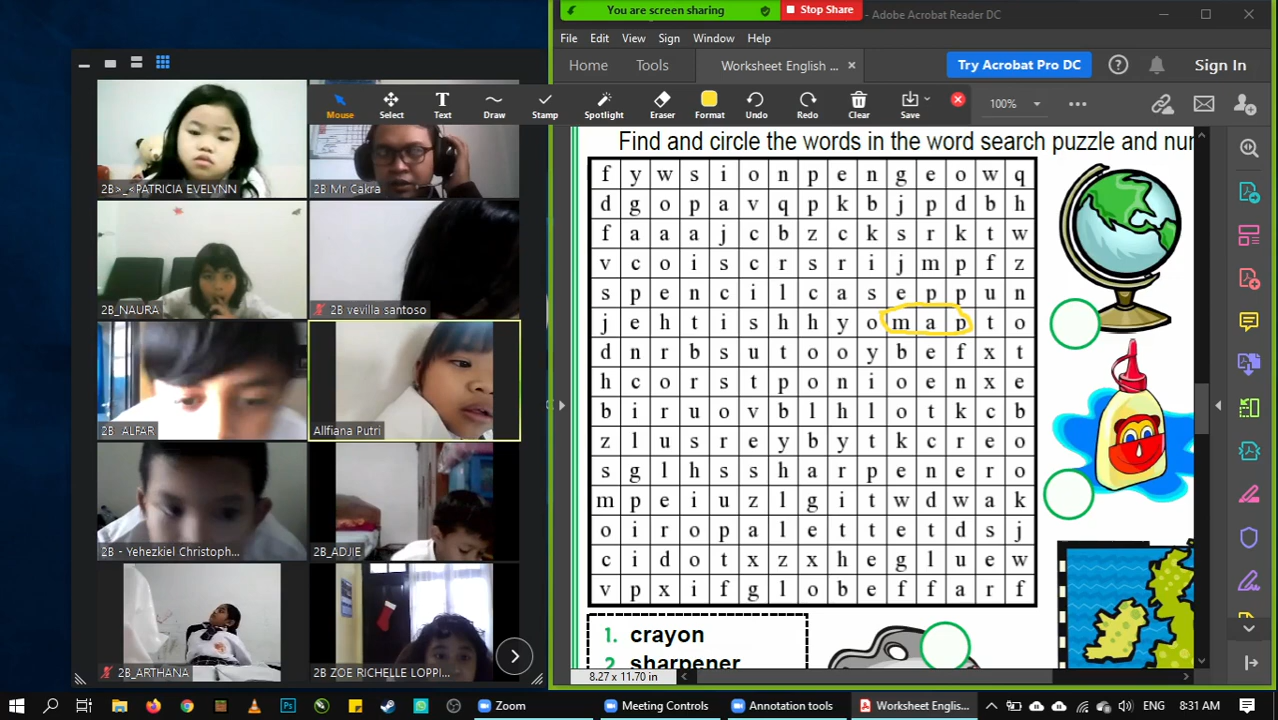 You are screen sharing
Stop Share
- Adobe Acrobat Reader DC
File Edit View Sign Window Help
Home Tools Worksheet English ... × Try Acrobat Pro DC Sign In
Mouse Select Text Draw Stamp Spotlight Eraser Format Undo Redo Clear Save 100%
2B>_<PATRICIA EVELYNN
2B Mr Cakra
2B_NAURA
2B vevilla santoso
2B_ ALFAR
Allfiana Putri
2B - Yehezkiel Christoph...
2B_ADJIE
2B_ARTHANA
2B ZOE RICHELLE LOPPI...
Find and circle the words in the word search puzzle and nur
f y w s i o n p e n g e o w q
d g o p a v q p k b j p d b h
f a a a j c b z c k s r k t w
v c o i s c r s r i j m p f z
s p e n c i l c a s e p p u n
j e h t i s h h y o m a p t o
d n r b s u t o o y b e f x t
h c o r s t p o n i o e n x e
b i r u o v b l h l o t k c b
z l u s r e y b y t k c r e o
s g l h s s h a r p e n e r o
m p e i u z l g i t w d w a k
o i r o p a l e t t e t d s j
c i d o t x z x h e g l u e w
v p x i f g l o b e f f a r f
1. crayon
2 sharpener
8.27 x 11.70 in
Zoom Meeting Controls Annotation tools Worksheet Englis... 8:31 AM